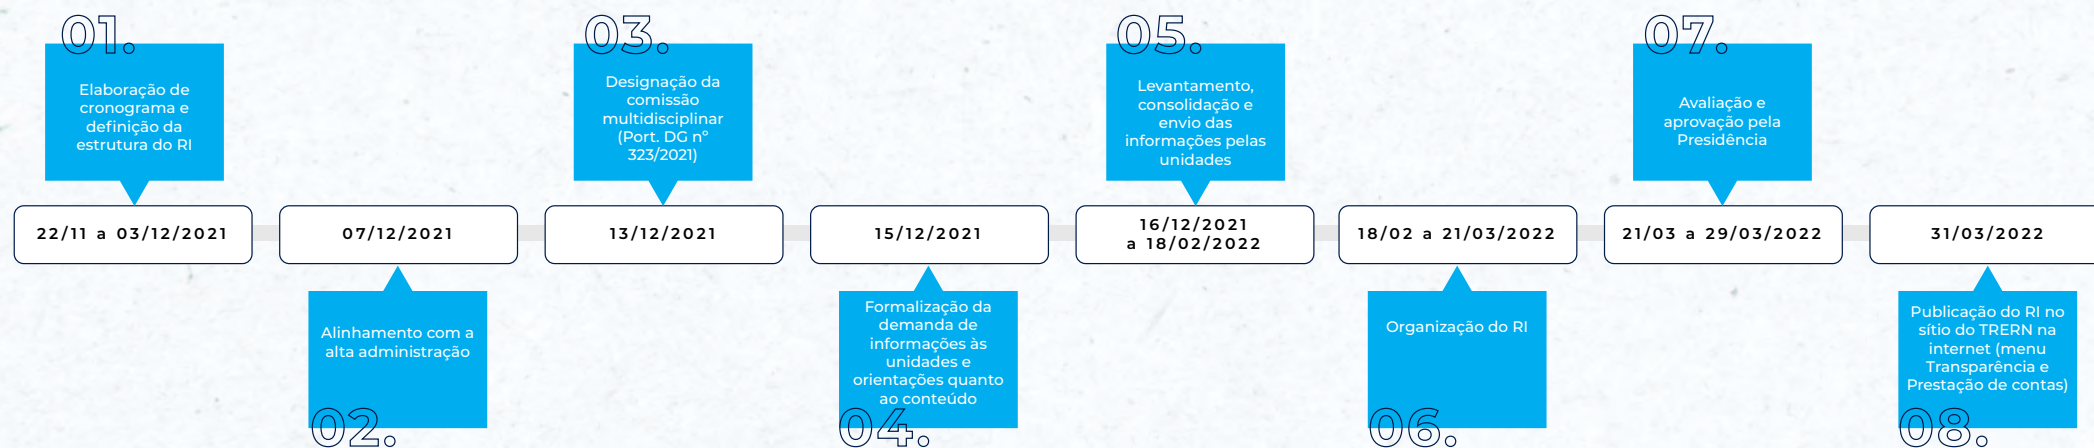 01.
Elaboração de
cronograma e
definição da
estrutura do RI
22/11 a 03/12/2021
07/12/2021
Alinhamento com a
alta administração
02.
03.
Designação da
comissão
multidisciplinar
(Port. DG nº
323/2021)
13/12/2021
15/12/2021
Formalização da
demanda de
informações às
unidades e
orientações quanto
ao conteúdo
04.
05.
Levantamento,
consolidação e
envio das
informações pelas
unidades
16/12/2021
a 18/02/2022
18/02 a 21/03/2022
Organização do RI
06.
07.
Avaliação e
aprovação pela
Presidência
21/03 a 29/03/2022
31/03/2022
Publicação do RI no
sítio do TRERN na
internet (menu
Transparência e
Prestação de contas)
08.